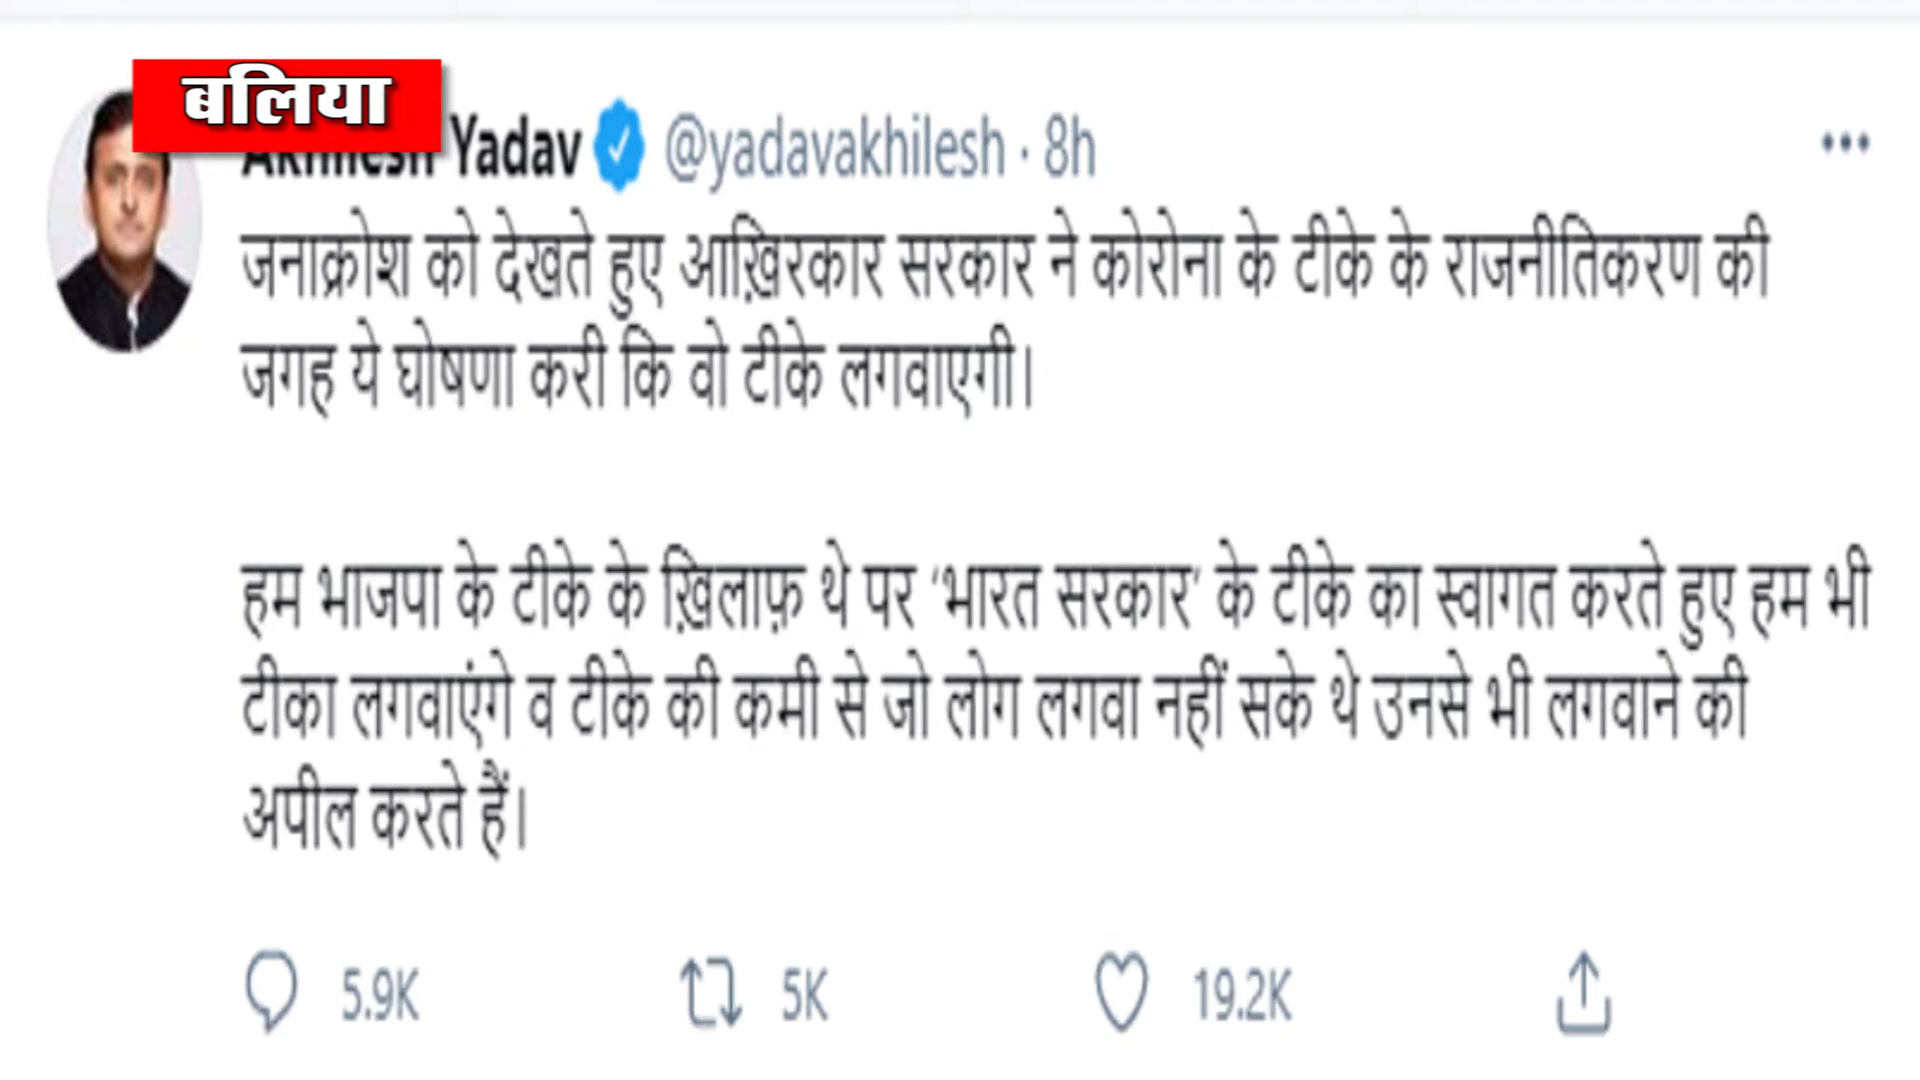 बलिया
Akhilesh Yadav @yadavakhilesh · 8h
जनाक्रोश को देखते हुए आख़िरकार सरकार ने कोरोना के टीके के राजनीतिकरण की
जगह ये घोषणा करी कि वो टीके लगवाएगी।
हम भाजपा के टीके के ख़िलाफ़ थे पर ‘भारत सरकार’ के टीके का स्वागत करते हुए हम भी
टीका लगवाएंगे व टीके की कमी से जो लोग लगवा नहीं सके थे उनसे भी लगवाने की
अपील करते हैं।
5.9K 5K 19.2K